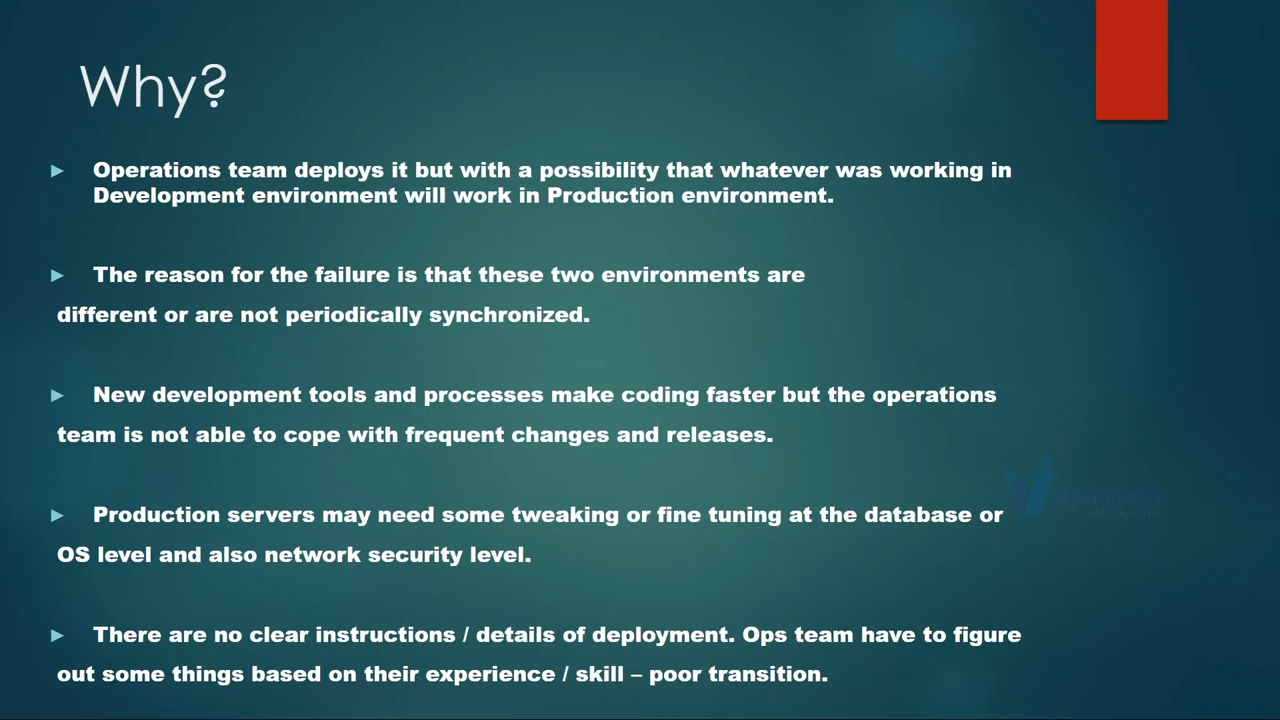 Why?
Operations team deploys it but with a possibility that whatever was working in
Development environment will work in Production environment.
The reason for the failure is that these two environments are
different or are not periodically synchronized.
New development tools and processes make coding faster but the operations
team is not able to cope with frequent changes and releases.
Production servers may need some tweaking or fine tuning at the database or
OS level and also network security level.
There are no clear instructions / details of deployment. Ops team have to figure
out some things based on their experience / skill – poor transition.